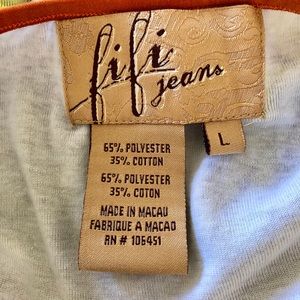 fifi
jeans
L
65% POLYESTER
35% COTTON
65% POLYESTER
35% COTON
MADE IN MACAU
FABRIQUE A MACAO
RN # 106451